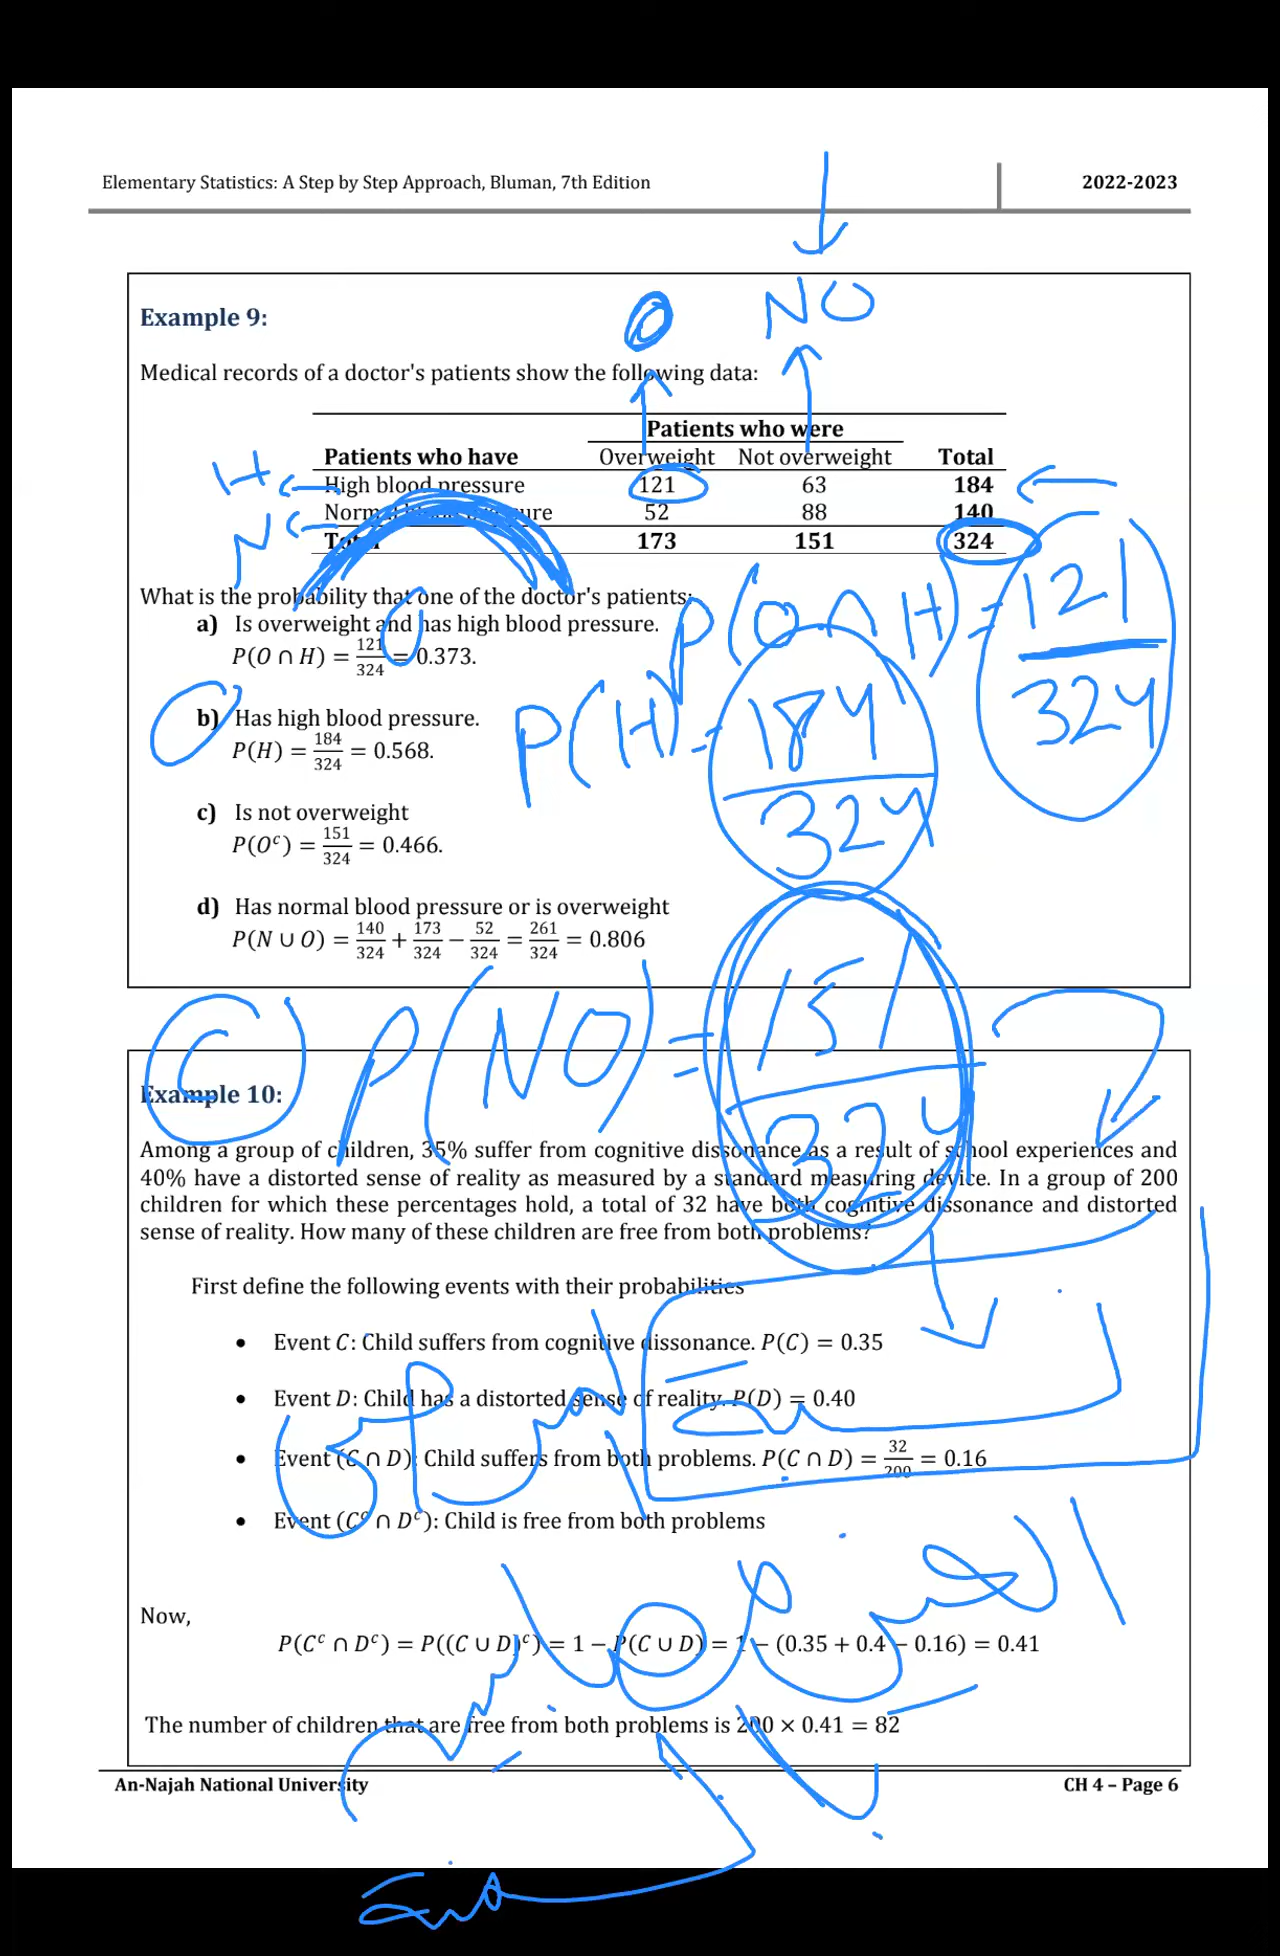 Elementary Statistics: A Step by Step Approach, Bluman, 7th Edition 2022-2023
O NO
Example 9:
Medical records of a doctor's patients show the following data:
Patients who were
Patients who have Overweight Not overweight Total
H High blood pressure 121 63 184
N Normal blood pressure 52 88 140
Total 173 151 324
What is the probability that one of the doctor's patients:
a) Is overweight and has high blood pressure.
P(O ∩ H) = 121/324 = 0.373.
P(O ∩ H) = 121/324
b) Has high blood pressure.
P(H) = 184/324 = 0.568.
P(H) = 184/324
c) Is not overweight
P(Oᶜ) = 151/324 = 0.466.
d) Has normal blood pressure or is overweight
P(N ∪ O) = 140/324 + 173/324 − 52/324 = 261/324 = 0.806
C P(NO) = 151/324
Example 10:
Among a group of children, 35% suffer from cognitive dissonance as a result of school experiences and
40% have a distorted sense of reality as measured by a standard measuring device. In a group of 200
children for which these percentages hold, a total of 32 have both cognitive dissonance and distorted
sense of reality. How many of these children are free from both problems?
First define the following events with their probabilities
• Event C: Child suffers from cognitive dissonance. P(C) = 0.35
• Event D: Child has a distorted sense of reality. P(D) = 0.40
• Event (C ∩ D): Child suffers from both problems. P(C ∩ D) = 32/200 = 0.16
• Event (Cᶜ ∩ Dᶜ): Child is free from both problems
Now,
P(Cᶜ ∩ Dᶜ) = P((C ∪ D)ᶜ) = 1 − P(C ∪ D) = 1 − (0.35 + 0.4 − 0.16) = 0.41
The number of children that are free from both problems is 200 × 0.41 = 82
An-Najah National University CH 4 – Page 6